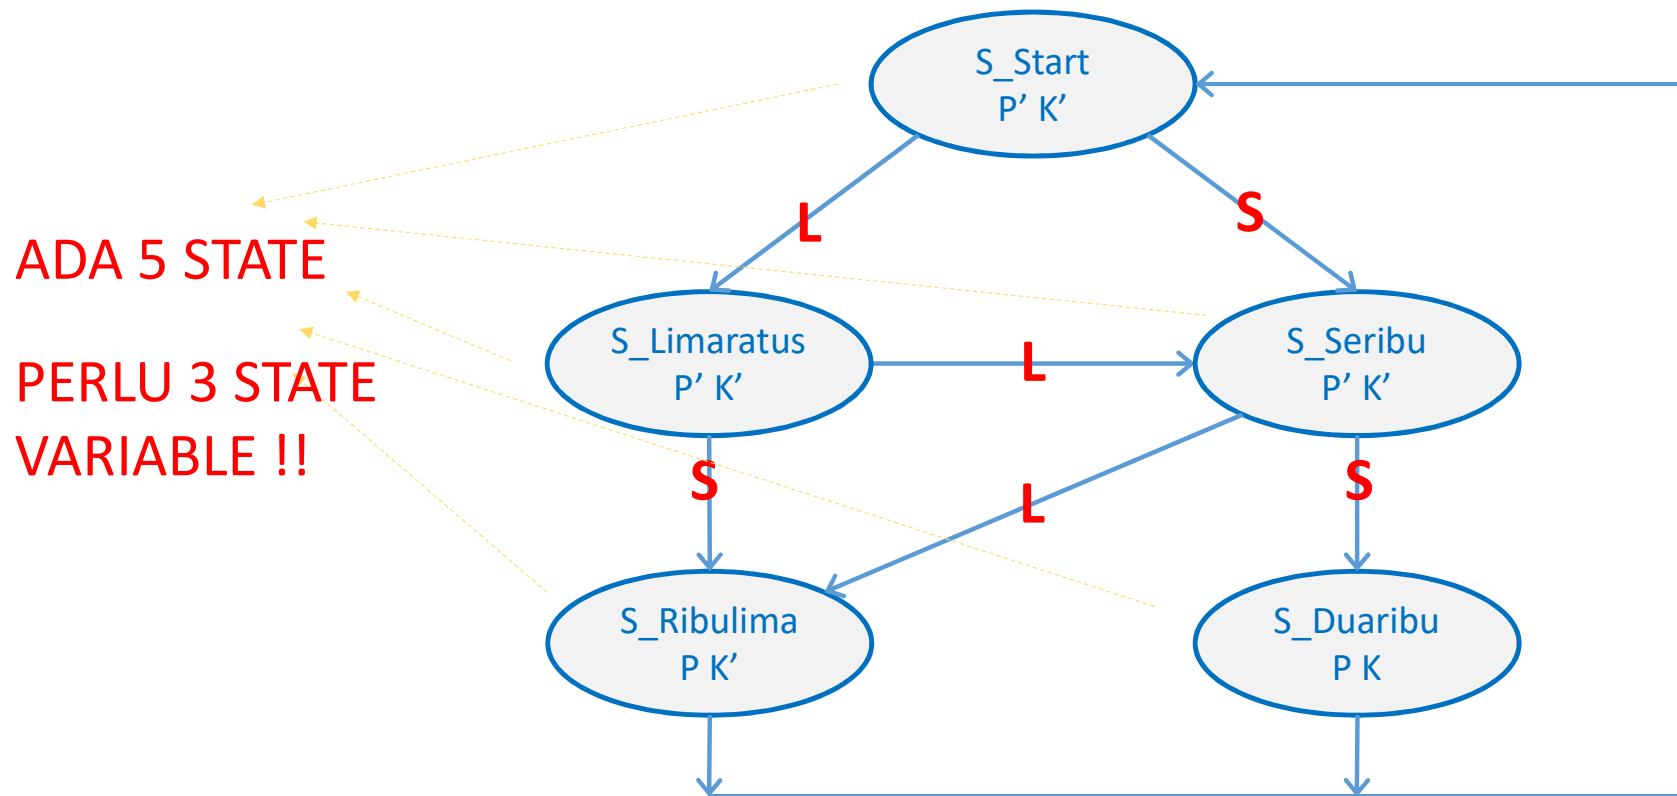 S_Start
P’ K’
L
S
ADA 5 STATE
S_Limaratus
P’ K’
L
S_Seribu
P’ K’
PERLU 3 STATE
VARIABLE !!
S
L
S
S_Ribulima
P K’
S_Duaribu
P K